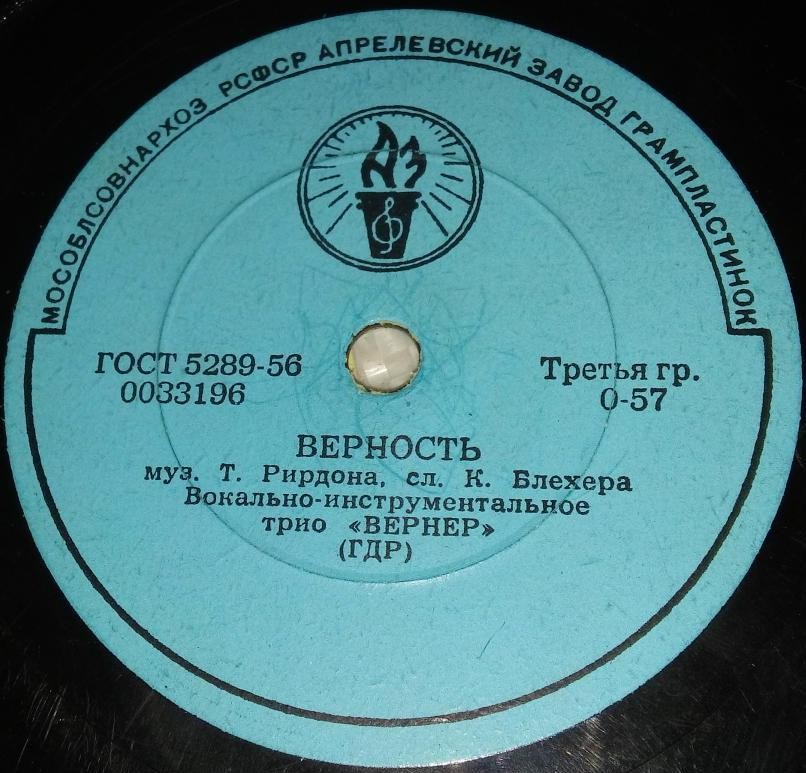 МОСОБЛСОВНАРХОЗ РСФСР АПРЕЛЕВСКИЙ ЗАВОД ГРАМПЛАСТИНОК
АЗ
ГОСТ 5289-56
0033196
Третья гр.
0-57
ВЕРНОСТЬ
муз. Т. Рирдона, сл. К. Блехера
Вокально-инструментальное
трио «ВЕРНЕР»
(ГДР)